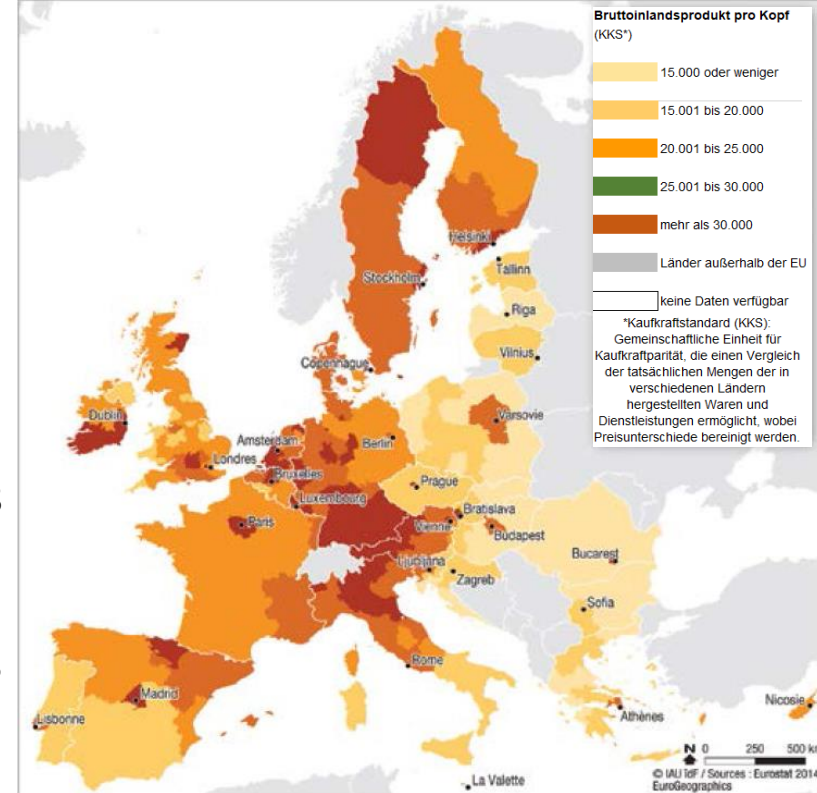 Bruttoinlandsprodukt pro Kopf
(KKS*)
15.000 oder weniger
15.001 bis 20.000
20.001 bis 25.000
25.001 bis 30.000
mehr als 30.000
Länder außerhalb der EU
keine Daten verfügbar
*Kaufkraftstandard (KKS):
Gemeinschaftliche Einheit für
Kaufkraftparität, die einen Vergleich
der tatsächlichen Mengen der in
verschiedenen Ländern
hergestellten Waren und
Dienstleistungen ermöglicht, wobei
Preisunterschiede bereinigt werden.
Helsinki
Tallinn
Stockholm
Riga
Vilnius
Copenhague
Dublin
Varsovie
Amsterdam
Berlin
Londres
Bruxelles
Prague
Luxembourg
Bratislava
Paris
Vienne
Budapest
Bucarest
Ljubljana
Zagreb
Sofia
Rome
Madrid
Nicosie
Lisbonne
Athènes
N 0 250 500 km
La Valette
© IAU îdF / Sources : Eurostat 2014
EuroGeographics